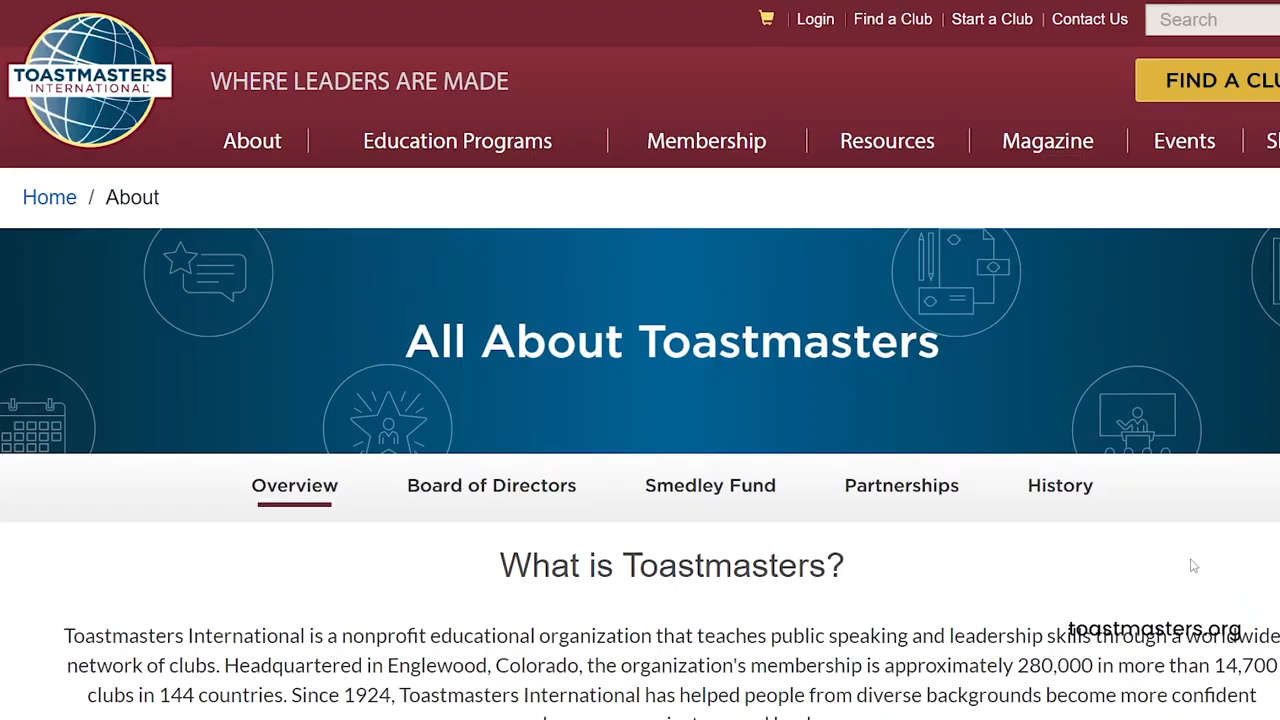 Login | Find a Club | Start a Club | Contact Us
Search
TOASTMASTERS
INTERNATIONAL
WHERE LEADERS ARE MADE
FIND A CLU
About | Education Programs | Membership | Resources | Magazine | Events | S
Home / About
All About Toastmasters
Overview Board of Directors Smedley Fund Partnerships History
What is Toastmasters?
toastmasters.org
Toastmasters International is a nonprofit educational organization that teaches public speaking and leadership skills through a worldwide
network of clubs. Headquartered in Englewood, Colorado, the organization's membership is approximately 280,000 in more than 14,700
clubs in 144 countries. Since 1924, Toastmasters International has helped people from diverse backgrounds become more confident